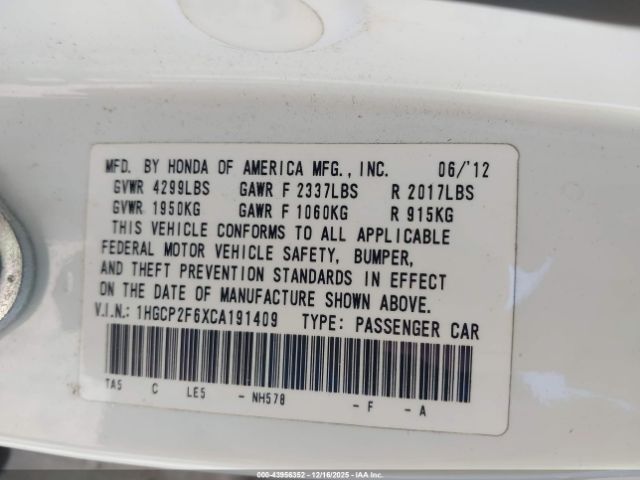 MFD. BY HONDA OF AMERICA MFG., INC. 06/'12
GVWR 4299LBS GAWR F 2337LBS R 2017LBS
GVWR 1950KG GAWR F 1060KG R 915KG
THIS VEHICLE CONFORMS TO ALL APPLICABLE
FEDERAL MOTOR VEHICLE SAFETY, BUMPER,
AND THEFT PREVENTION STANDARDS IN EFFECT
ON THE DATE OF MANUFACTURE SHOWN ABOVE.
V.I.N.: 1HGCP2F6XCA191409 TYPE: PASSENGER CAR
TA5 C LE5 - NH578 - F - A
000-43956352 | 12/16/2025 - IAAI.com